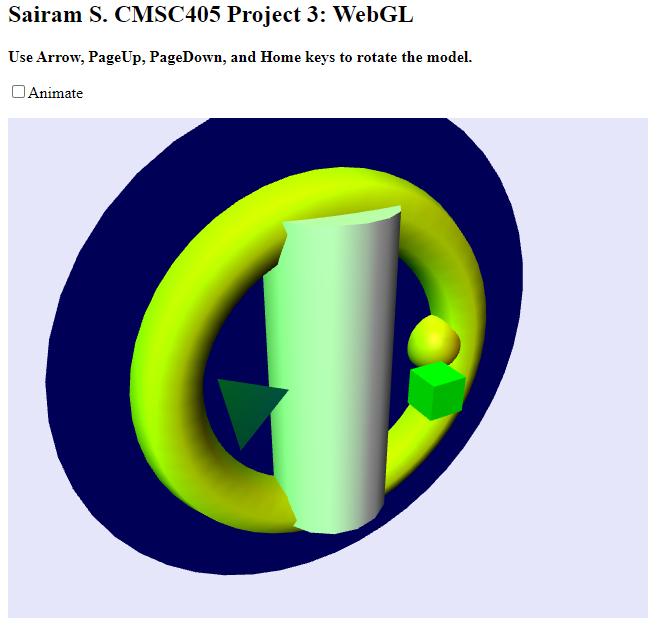 Sairam S. CMSC405 Project 3: WebGL
Use Arrow, PageUp, PageDown, and Home keys to rotate the model.
Animate